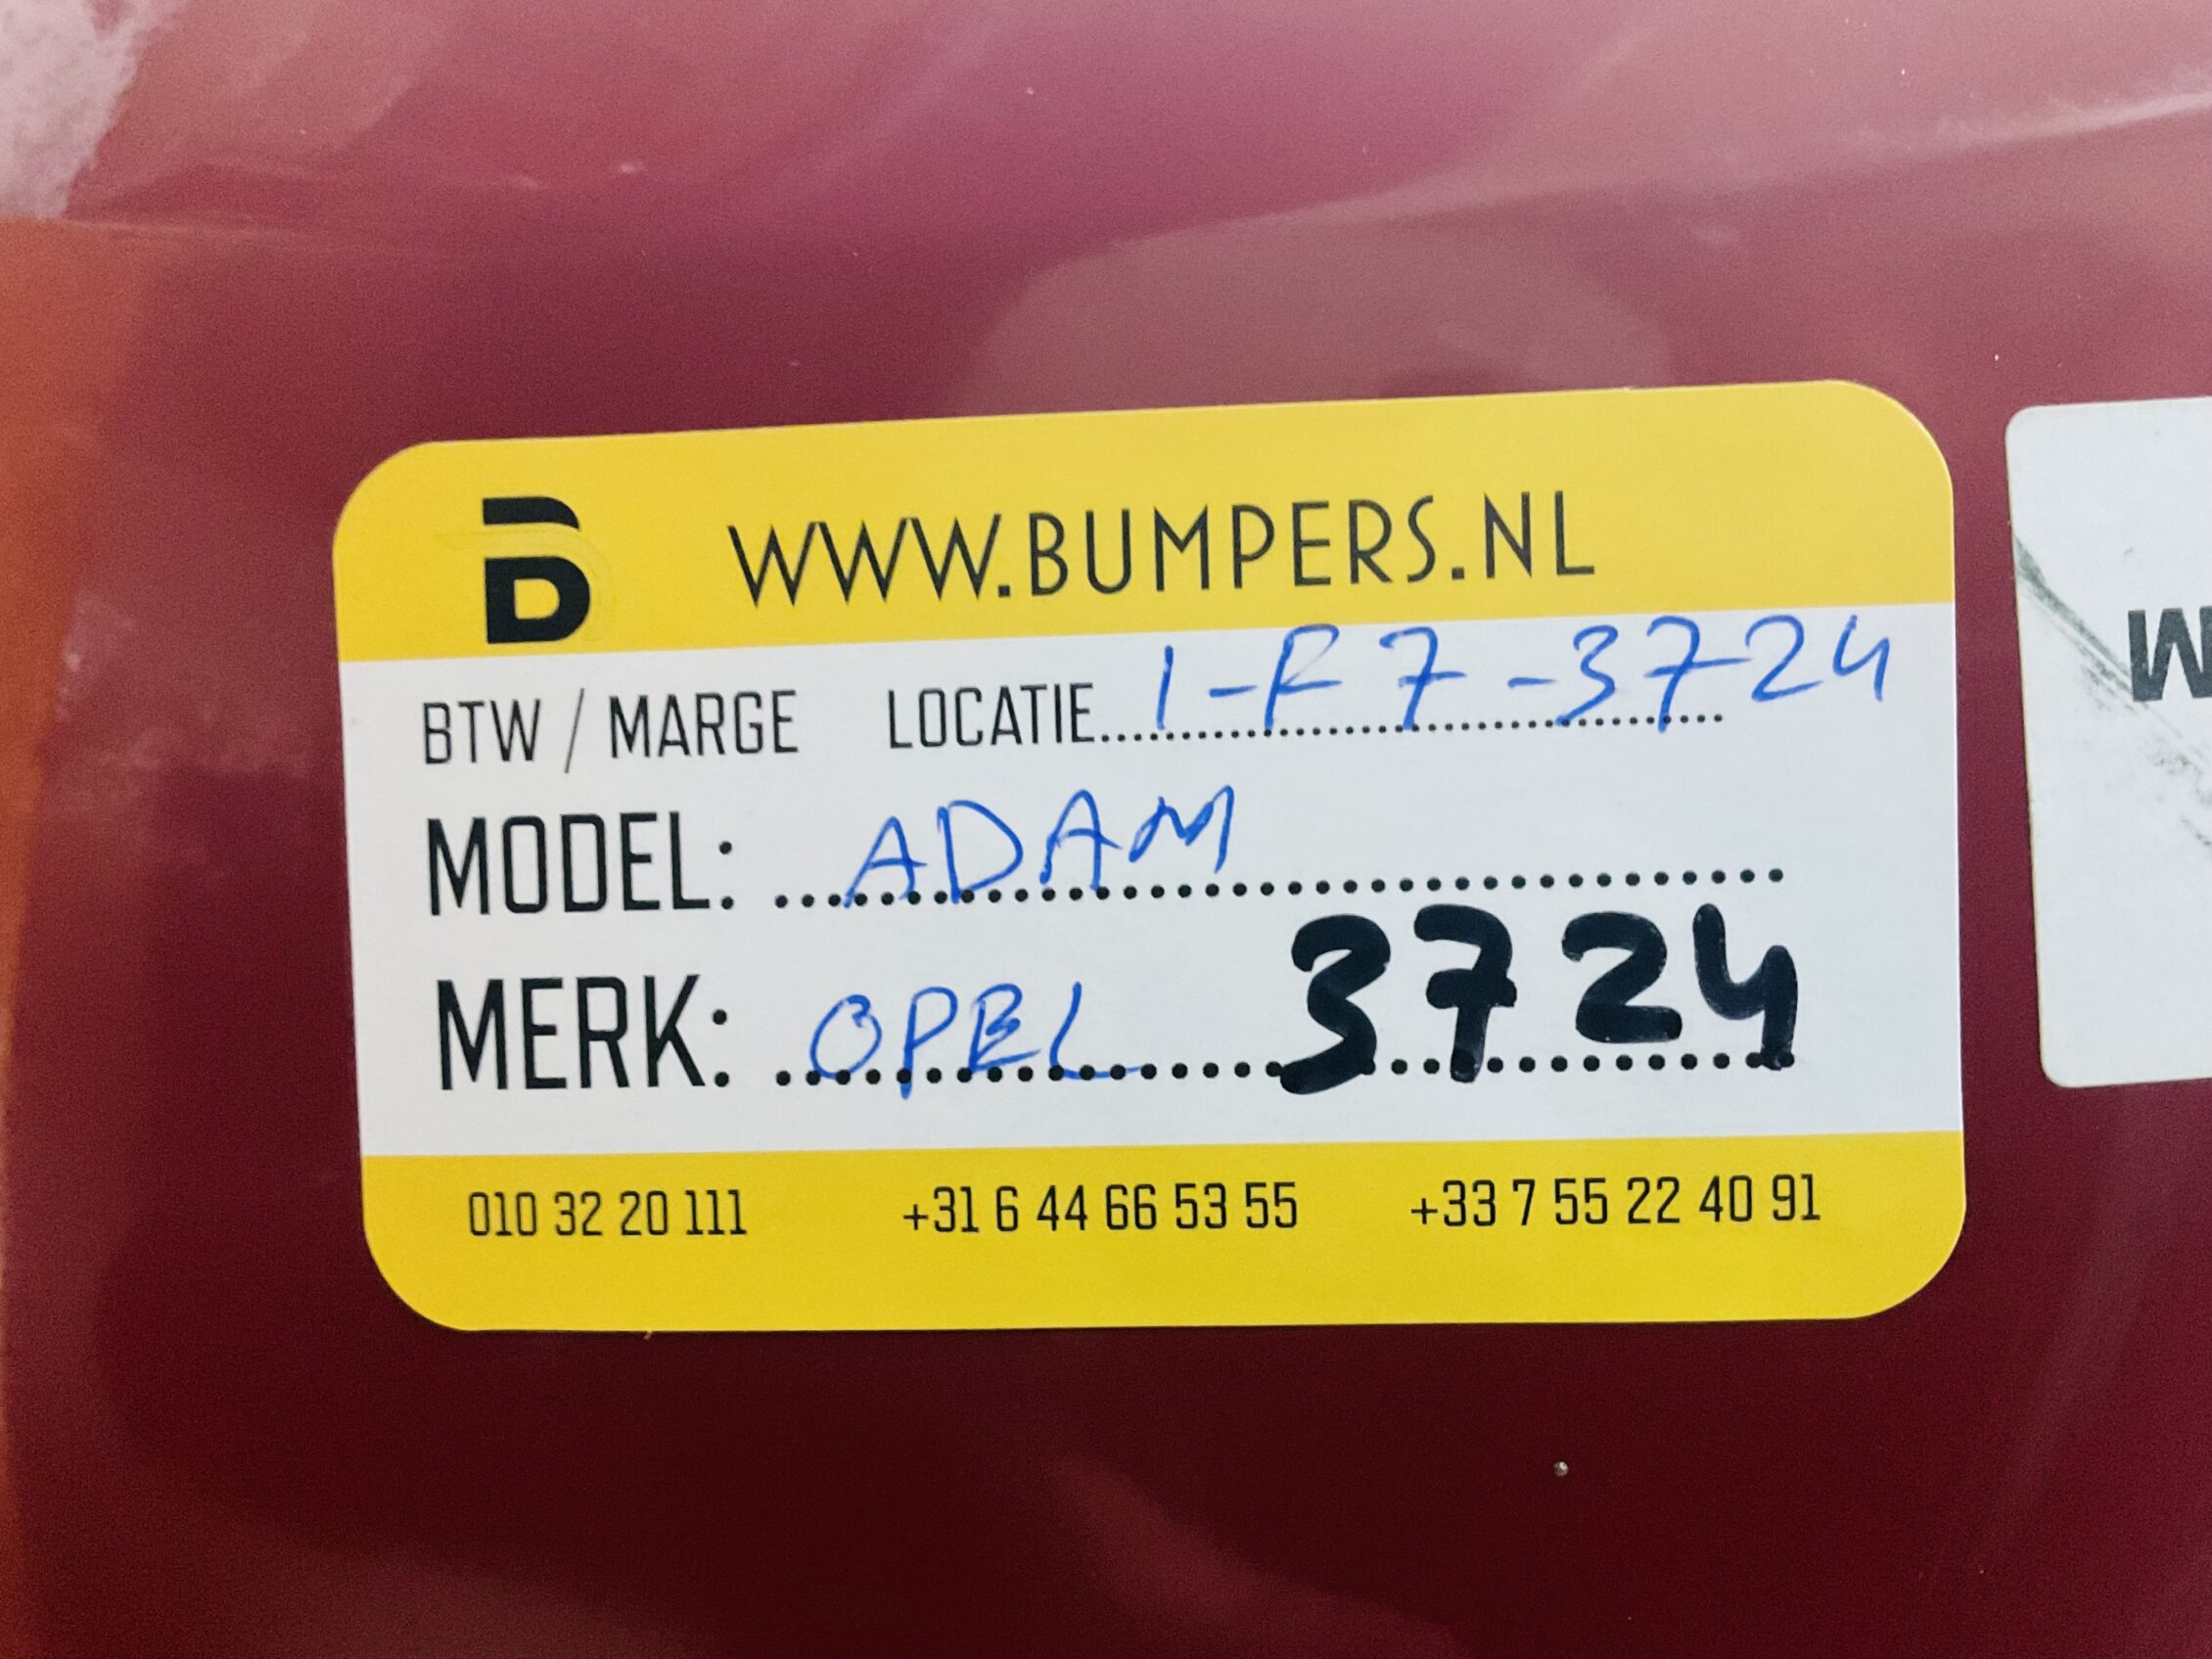 B WWW.BUMPERS.NL
BTW / MARGE LOCATIE 1-F7-3724
MODEL: ADAM
MERK: OPEL 3724
010 32 20 111 +31 6 44 66 53 55 +33 7 55 22 40 91